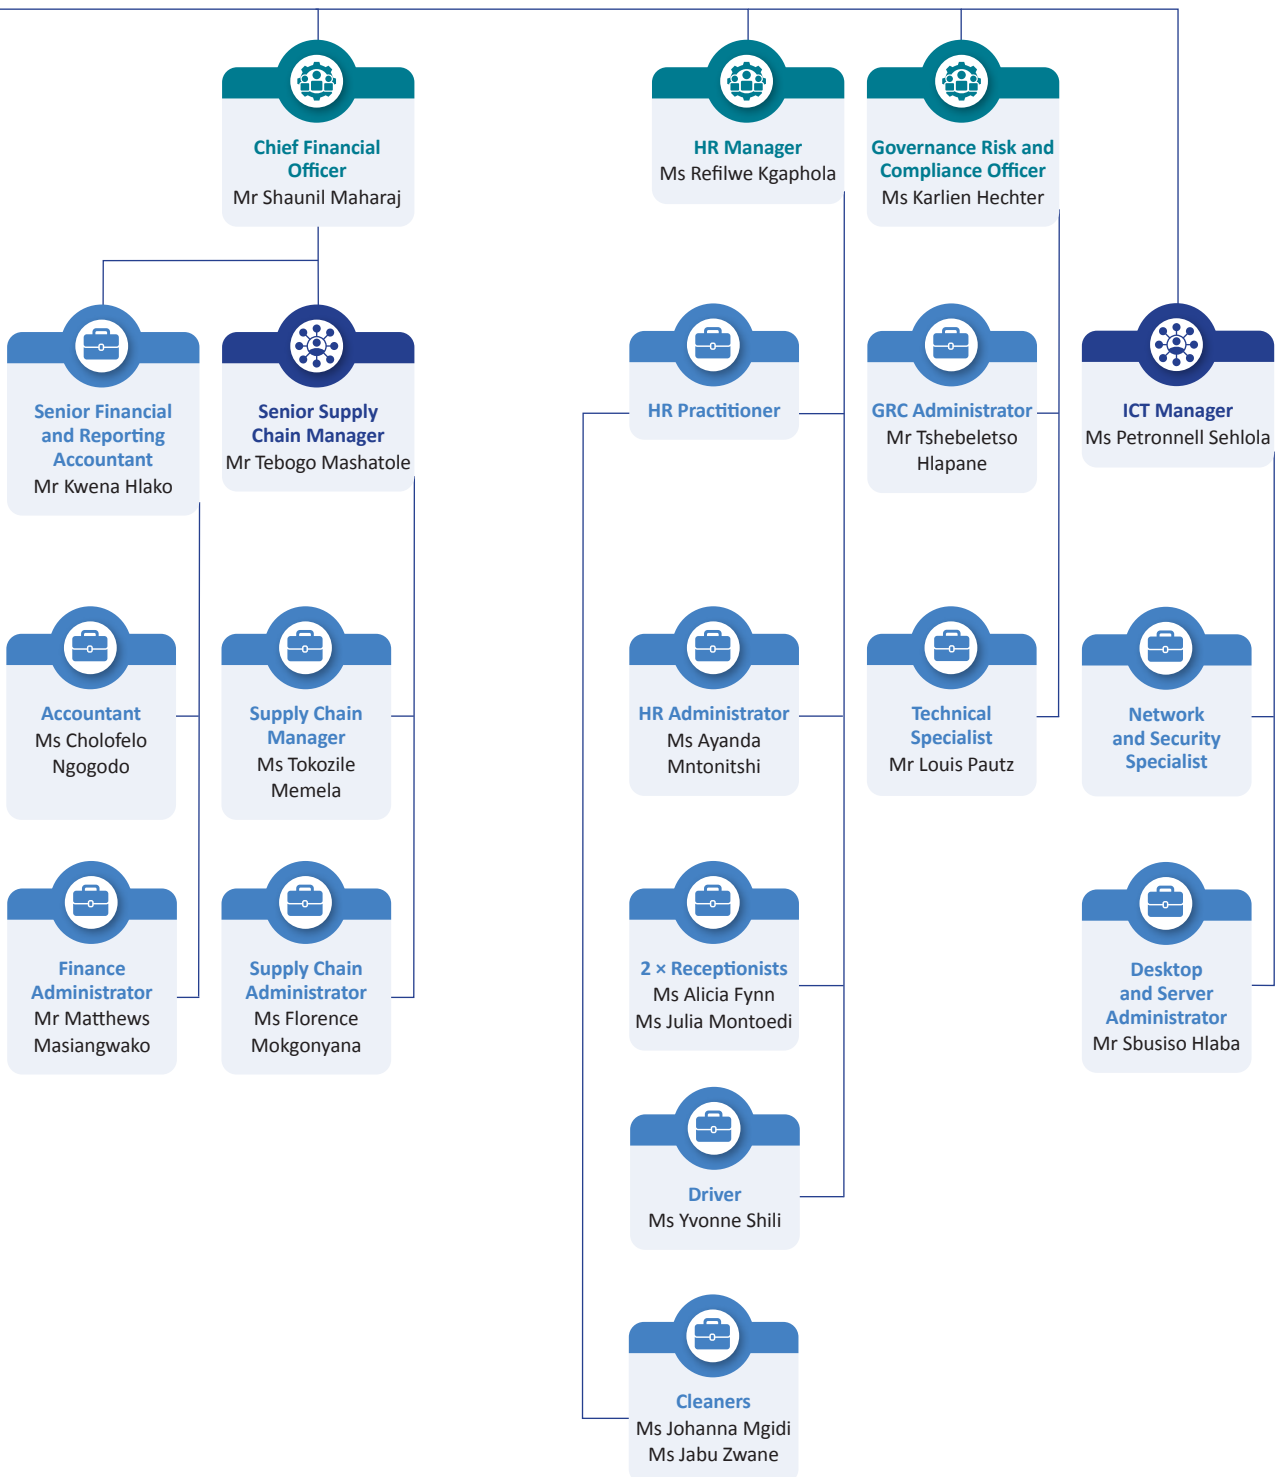 Chief Financial
Officer
Mr Shaunil Maharaj
HR Manager
Ms Refilwe Kgaphola
Governance Risk and
Compliance Officer
Ms Karlien Hechter
Senior Financial
and Reporting
Accountant
Mr Kwena Hlako
Senior Supply
Chain Manager
Mr Tebogo Mashatole
HR Practitioner
GRC Administrator
Mr Tshebeletso
Hlapane
ICT Manager
Ms Petronnell Sehlola
Accountant
Ms Cholofelo
Ngogodo
Supply Chain
Manager
Ms Tokozile
Memela
HR Administrator
Ms Ayanda
Mntonitshi
Technical
Specialist
Mr Louis Pautz
Network
and Security
Specialist
Finance
Administrator
Mr Matthews
Masiangwako
Supply Chain
Administrator
Ms Florence
Mokgonyana
2 × Receptionists
Ms Alicia Fynn
Ms Julia Montoedi
Desktop
and Server
Administrator
Mr Sbusiso Hlaba
Driver
Ms Yvonne Shili
Cleaners
Ms Johanna Mgidi
Ms Jabu Zwane